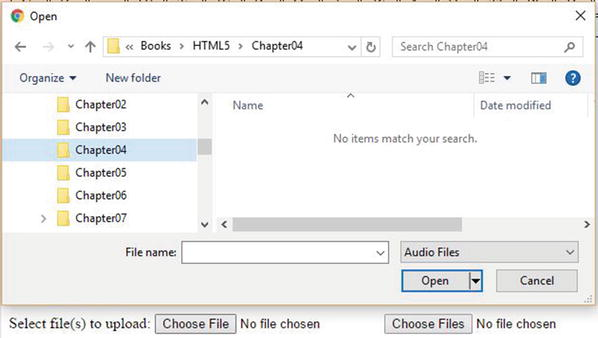 Open
« Books > HTML5 > Chapter04
Search Chapter04
Organize
New folder
?
Chapter02
Chapter03
Chapter04
Chapter05
Chapter06
Chapter07
Name
Date modified
No items match your search.
File name:
Audio Files
Open
Cancel
Select file(s) to upload: Choose File No file chosen
Choose Files No file chosen